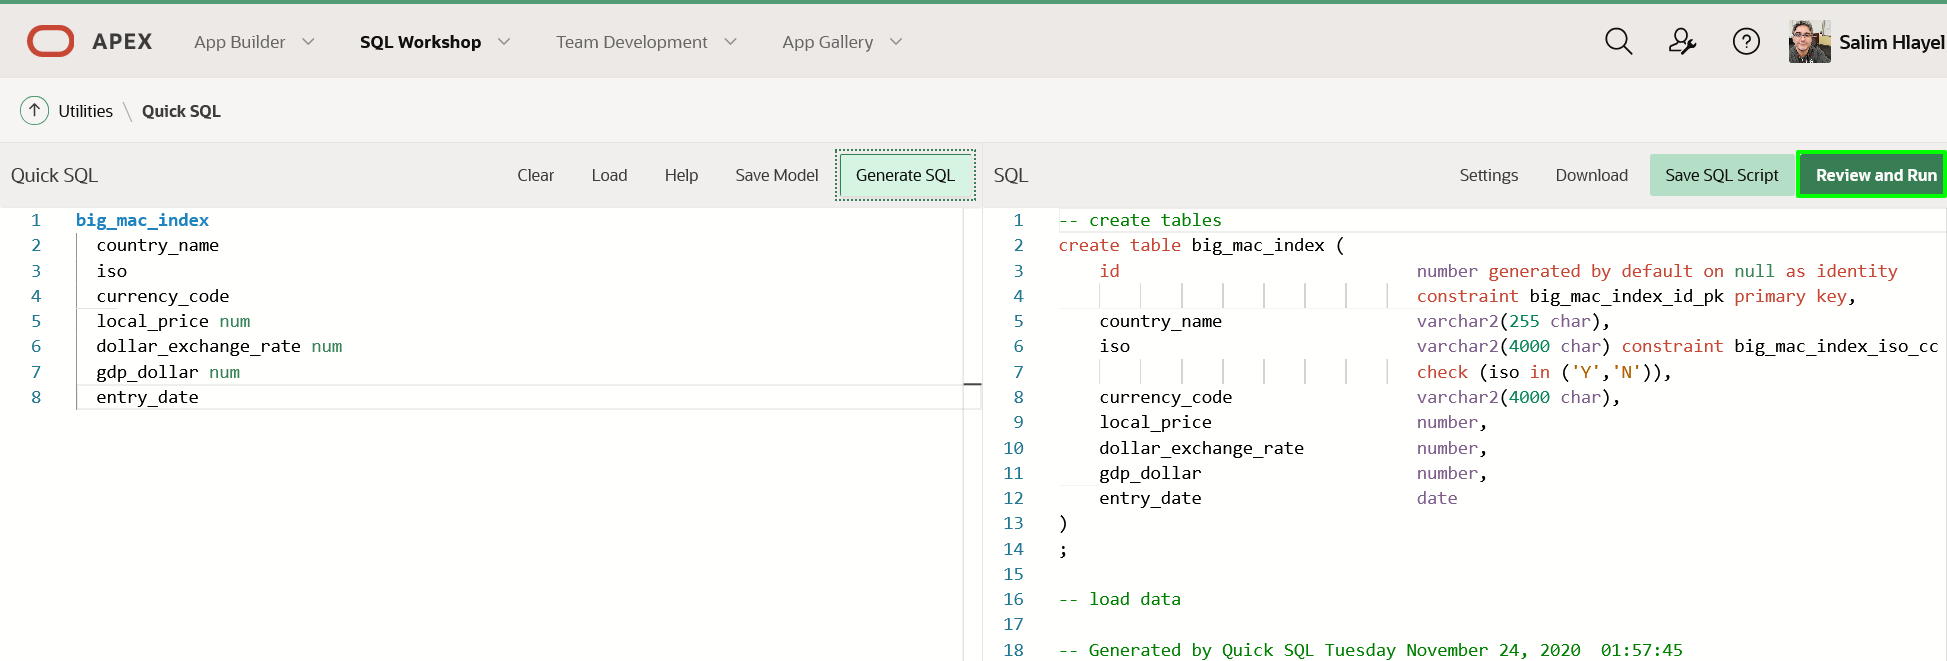 APEX App Builder SQL Workshop Team Development App Gallery Salim Hlayel
Utilities \ Quick SQL
Quick SQL Clear Load Help Save Model Generate SQL
1 big_mac_index
2 country_name
3 iso
4 currency_code
5 local_price num
6 dollar_exchange_rate num
7 gdp_dollar num
8 entry_date
SQL Settings Download Save SQL Script Review and Run
1 -- create tables
2 create table big_mac_index (
3 id number generated by default on null as identity
4 constraint big_mac_index_id_pk primary key,
5 country_name varchar2(255 char),
6 iso varchar2(4000 char) constraint big_mac_index_iso_cc
7 check (iso in ('Y','N')),
8 currency_code varchar2(4000 char),
9 local_price number,
10 dollar_exchange_rate number,
11 gdp_dollar number,
12 entry_date date
13 )
14 ;
15
16 -- load data
17
18 -- Generated by Quick SQL Tuesday November 24, 2020 01:57:45